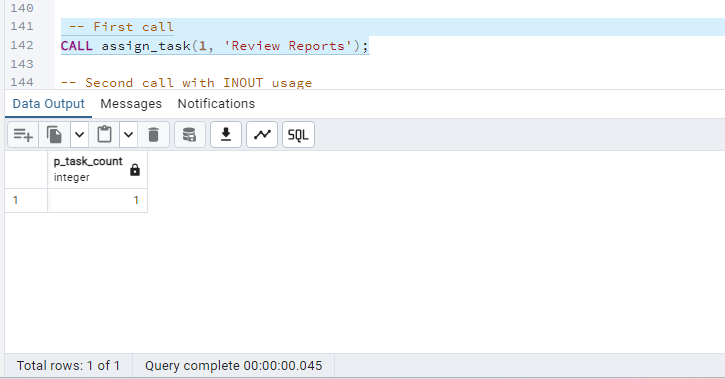 140
141 -- First call
142 CALL assign_task(1, 'Review Reports');
143
144 -- Second call with INOUT usage
Data Output Messages Notifications
SQL
p_task_count
integer
1 1
Total rows: 1 of 1 Query complete 00:00:00.045